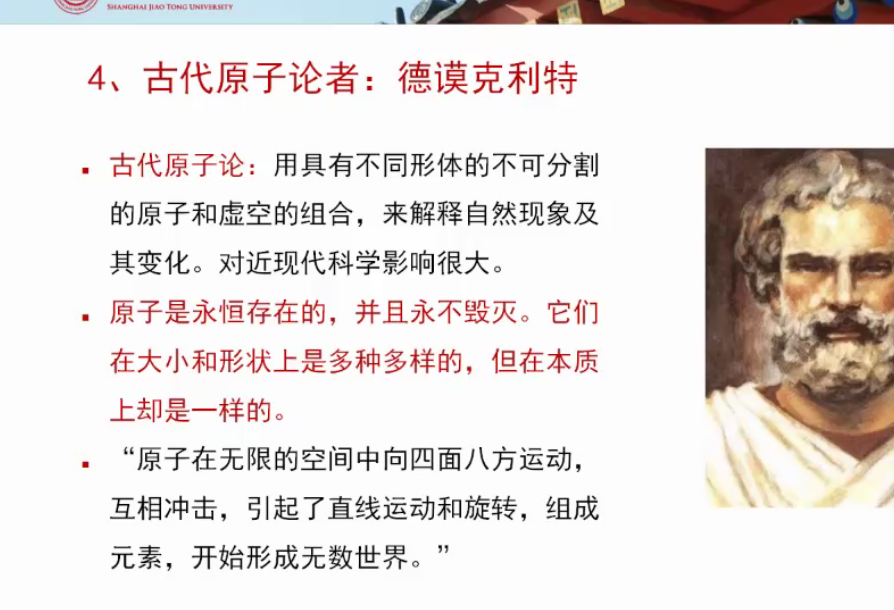 SHANGHAI JIAO TONG UNIVERSITY
4、古代原子论者：德谟克利特
古代原子论：用具有不同形体的不可分割
的原子和虚空的组合，来解释自然现象及
其变化。对近现代科学影响很大。
原子是永恒存在的，并且永不毁灭。它们
在大小和形状上是多种多样的，但在本质
上却是一样的。
“原子在无限的空间中向四面八方运动，
互相冲击，引起了直线运动和旋转，组成
元素，开始形成无数世界。”